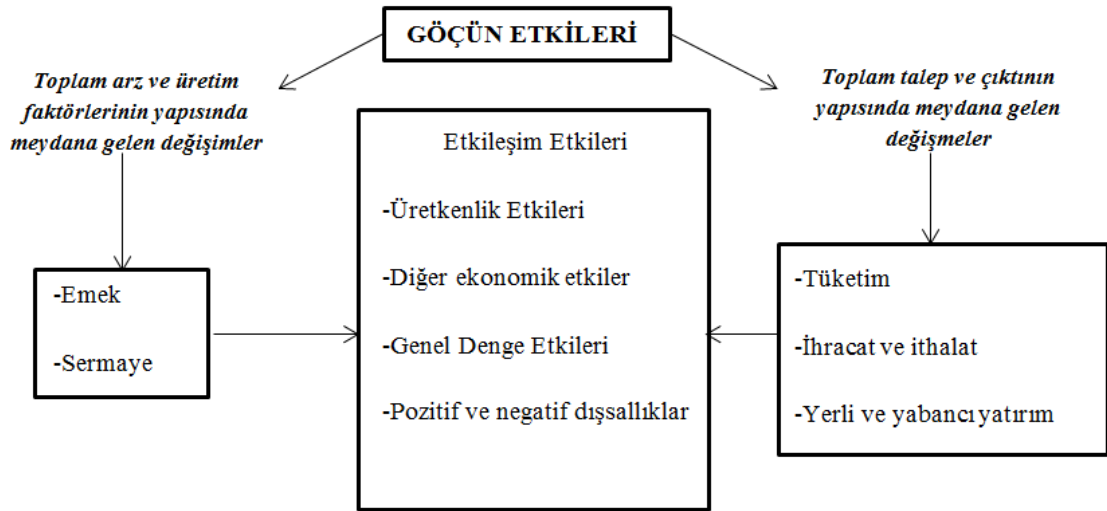 GÖÇÜN ETKİLERİ
Toplam arz ve üretim
faktörlerinin yapısında
meydana gelen değişimler
Toplam talep ve çıktının
yapısında meydana gelen
değişmeler
-Emek
-Sermaye
Etkileşim Etkileri
-Üretkenlik Etkileri
-Diğer ekonomik etkiler
-Genel Denge Etkileri
-Pozitif ve negatif dışsallıklar
-Tüketim
-İhracat ve ithalat
-Yerli ve yabancı yatırım